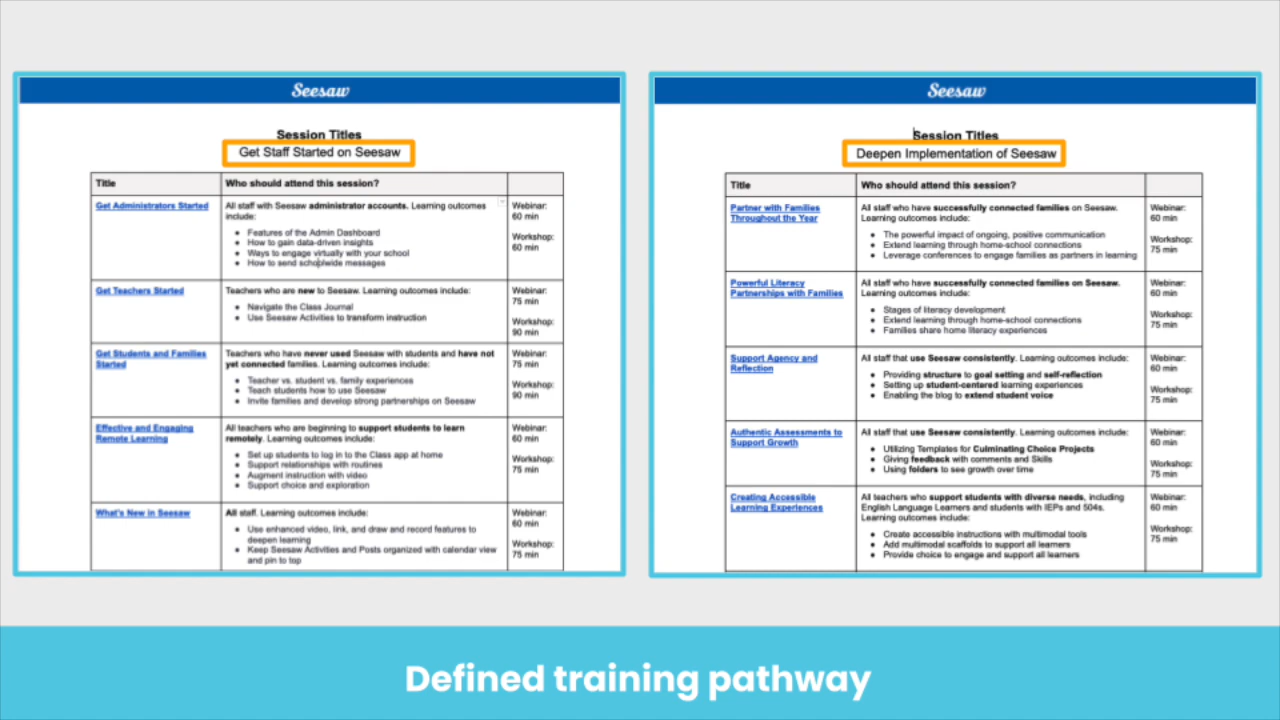 Seesaw
Session Titles
Get Staff Started on Seesaw
Title
Who should attend this session?
Get Administrators Started
All staff with Seesaw administrator accounts. Learning outcomes
include:
• Features of the Admin Dashboard
• How to gain data-driven insights
• Ways to engage virtually with your school
• How to send schoolwide messages
Webinar:
60 min
Workshop:
60 min
Get Teachers Started
Teachers who are new to Seesaw. Learning outcomes include:
• Navigate the Class Journal
• Use Seesaw Activities to transform instruction
Webinar:
75 min
Workshop:
90 min
Get Students and Families
Started
Teachers who have never used Seesaw with students and have not
yet connected families. Learning outcomes include:
• Teacher vs. student vs. family experiences
• Teach students how to use Seesaw
• Invite families and develop strong partnerships on Seesaw
Webinar:
75 min
Workshop:
90 min
Effective and Engaging
Remote Learning
All teachers who are beginning to support students to learn
remotely. Learning outcomes include:
• Set up students to log in to the Class app at home
• Support relationships with routines
• Augment instruction with video
• Support choice and exploration
Webinar:
60 min
Workshop:
75 min
What's New in Seesaw
All staff. Learning outcomes include:
• Use enhanced video, link, and draw and record features to
deepen learning
• Keep Seesaw Activities and Posts organized with calendar view
and pin to top
Webinar:
60 min
Workshop:
75 min
Seesaw
Session Titles
Deepen Implementation of Seesaw
Title
Who should attend this session?
Partner with Families
Throughout the Year
All staff who have successfully connected families on Seesaw.
Learning outcomes include:
• The powerful impact of ongoing, positive communication
• Extend learning through home-school connections
• Leverage conferences to engage families as partners in learning
Webinar:
60 min
Workshop:
75 min
Powerful Literacy
Partnerships with Families
All staff who have successfully connected families on Seesaw.
Learning outcomes include:
• Stages of literacy development
• Extend learning through home-school connections
• Families share home literacy experiences
Webinar:
60 min
Workshop:
75 min
Support Agency and
Reflection
All staff that use Seesaw consistently. Learning outcomes include:
• Providing structure to goal setting and self-reflection
• Setting up student-centered learning experiences
• Enabling the blog to extend student voice
Webinar:
60 min
Workshop:
75 min
Authentic Assessments to
Support Growth
All staff that use Seesaw consistently. Learning outcomes include:
• Utilizing Templates for Culminating Choice Projects
• Giving feedback with comments and Skills
• Using folders to see growth over time
Webinar:
60 min
Workshop:
75 min
Creating Accessible
Learning Experiences
All teachers who support students with diverse needs, including
English Language Learners and students with IEPs and 504s.
Learning outcomes include:
• Create accessible instructions with multimodal tools
• Add multimodal scaffolds to support all learners
• Provide choice to engage and support all learners
Webinar:
60 min
Workshop:
75 min
Defined training pathway